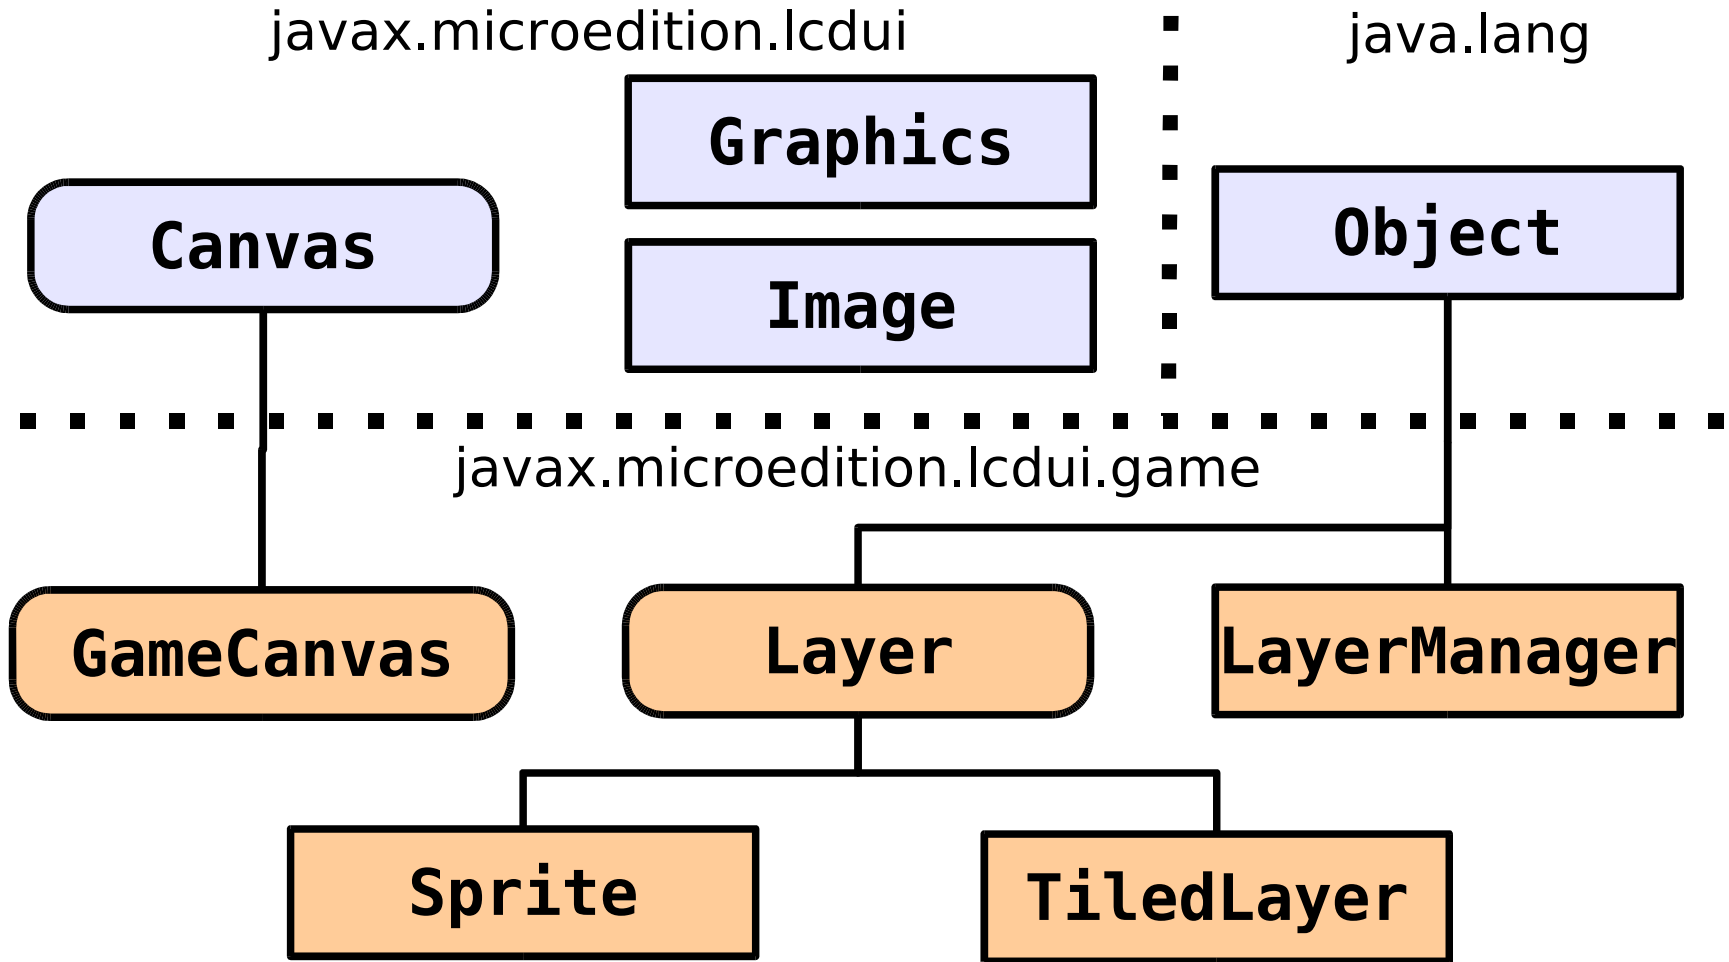 javax.microedition.lcdui
java.lang
Graphics
Canvas
Object
Image
javax.microedition.lcdui.game
GameCanvas
Layer
LayerManager
Sprite
TiledLayer